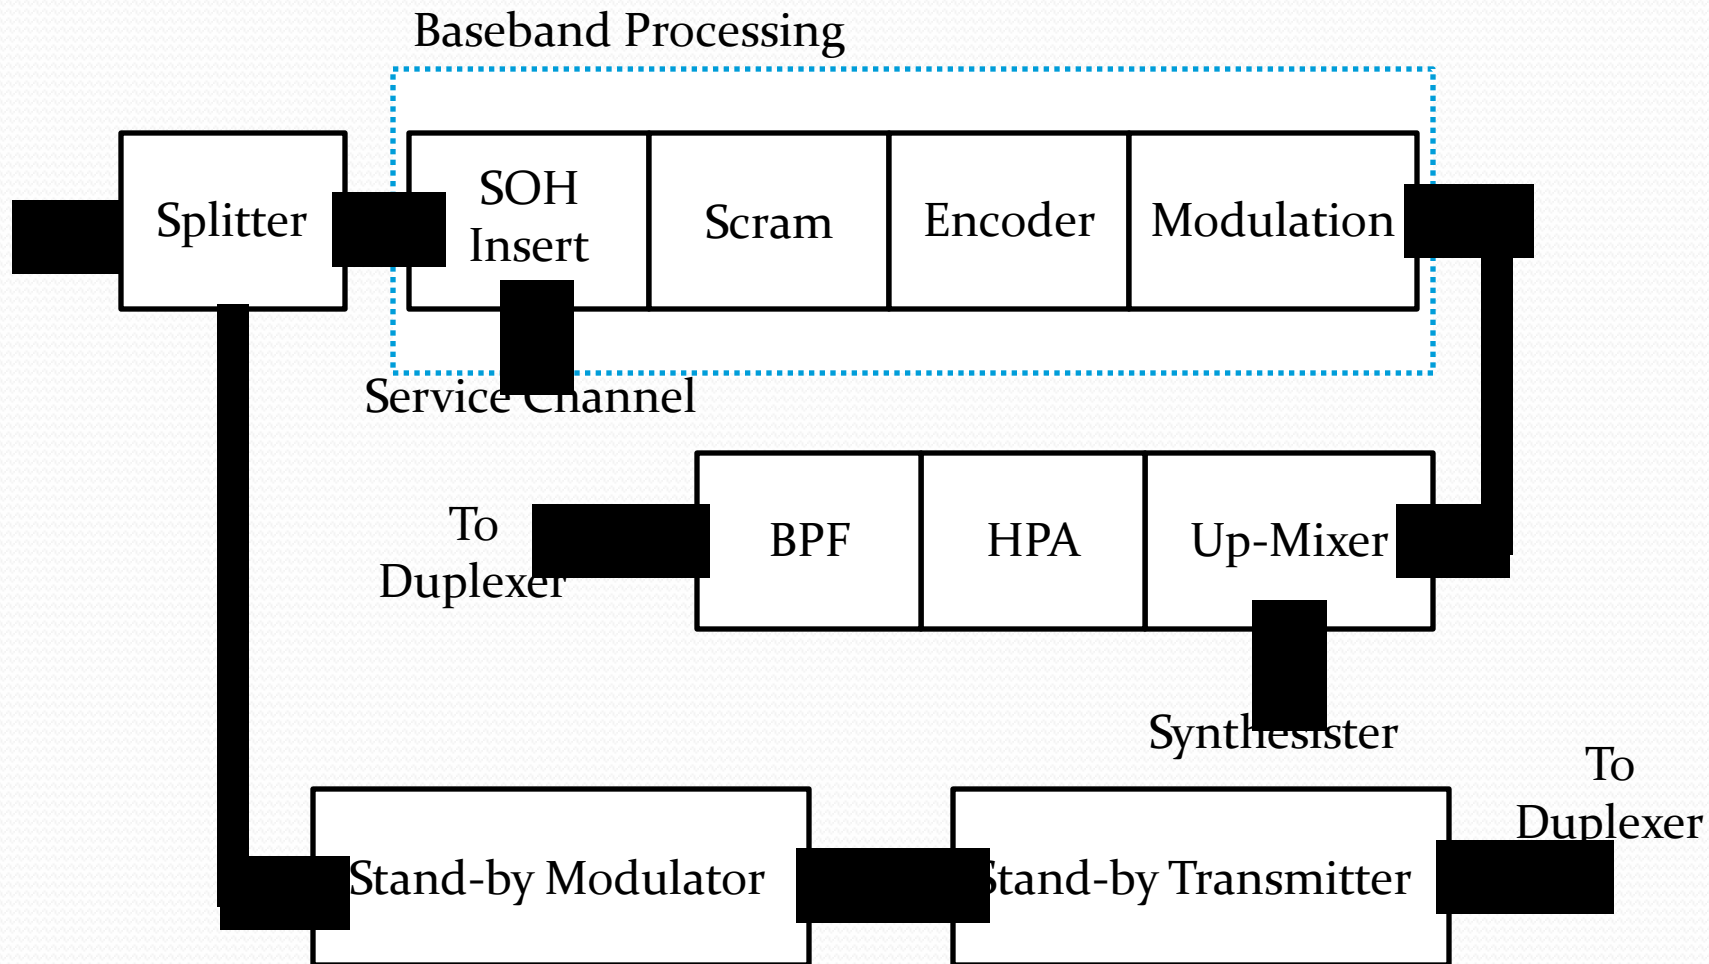 Baseband Processing
Splitter
SOH
Insert
Scram
Encoder
Modulation
Service Channel
To
Duplexer
BPF
HPA
Up-Mixer
Synthesister
To
Duplexer
Stand-by Modulator
Stand-by Transmitter